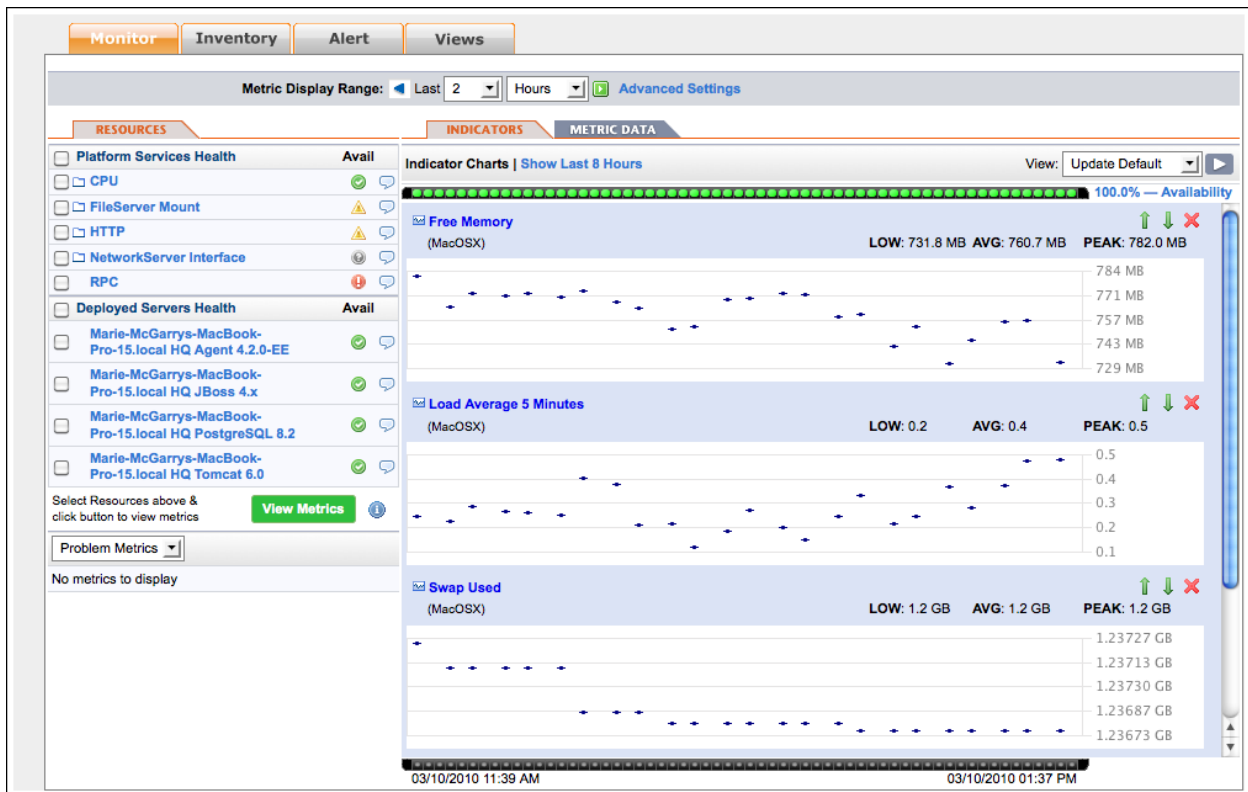 Monitor Inventory Alert Views
Metric Display Range: Last 2 Hours Advanced Settings
RESOURCES
Platform Services Health Avail
CPU
FileServer Mount
HTTP
NetworkServer Interface
RPC
Deployed Servers Health Avail
Marie-McGarrys-MacBook-
Pro-15.local HQ Agent 4.2.0-EE
Marie-McGarrys-MacBook-
Pro-15.local HQ JBoss 4.x
Marie-McGarrys-MacBook-
Pro-15.local HQ PostgreSQL 8.2
Marie-McGarrys-MacBook-
Pro-15.local HQ Tomcat 6.0
Select Resources above &
click button to view metrics
View Metrics
Problem Metrics
No metrics to display
INDICATORS METRIC DATA
Indicator Charts | Show Last 8 Hours View: Update Default
100.0% — Availability
Free Memory
(MacOSX) LOW: 731.8 MB AVG: 760.7 MB PEAK: 782.0 MB
784 MB
771 MB
757 MB
743 MB
729 MB
Load Average 5 Minutes
(MacOSX) LOW: 0.2 AVG: 0.4 PEAK: 0.5
0.5
0.4
0.3
0.2
0.1
Swap Used
(MacOSX) LOW: 1.2 GB AVG: 1.2 GB PEAK: 1.2 GB
1.23727 GB
1.23713 GB
1.23730 GB
1.23687 GB
1.23673 GB
03/10/2010 11:39 AM 03/10/2010 01:37 PM